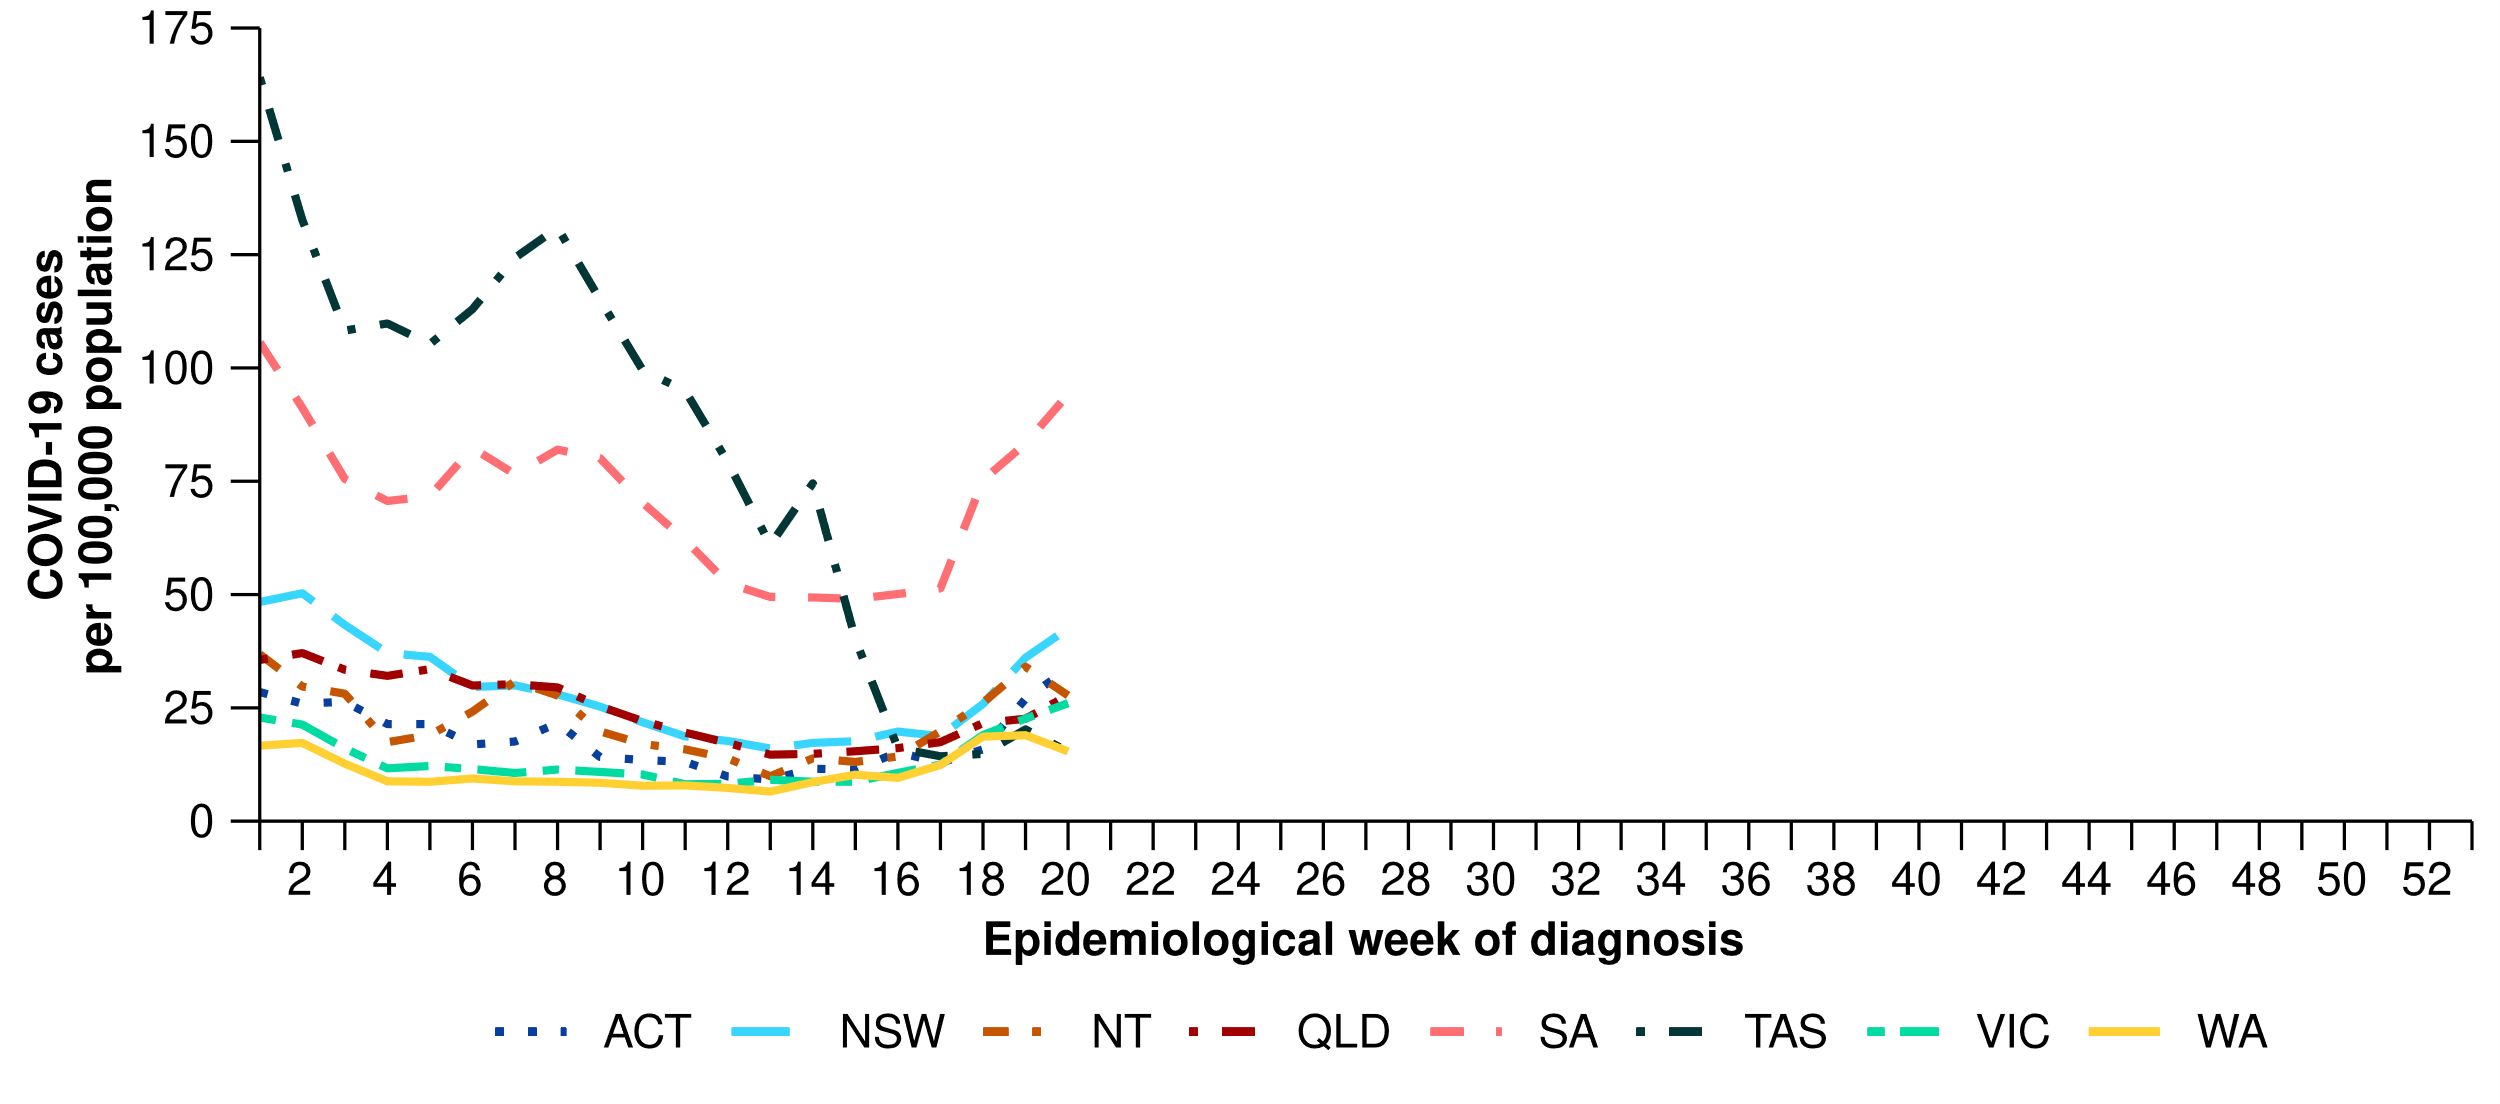 COVID-19 cases
per 100,000 population
175
150
125
100
75
50
25
0
2 4 6 8 10 12 14 16 18 20 22 24 26 28 30 32 34 36 38 40 42 44 46 48 50 52
Epidemiological week of diagnosis
ACT NSW NT QLD SA TAS VIC WA